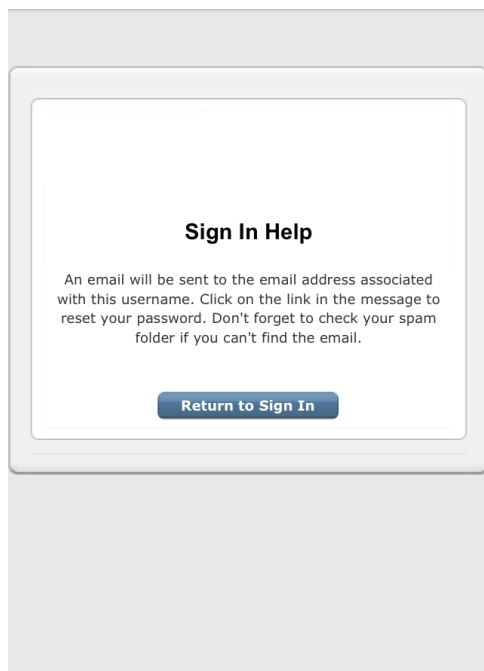 Sign In Help
An email will be sent to the email address associated
with this username. Click on the link in the message to
reset your password. Don't forget to check your spam
folder if you can't find the email.
Return to Sign In